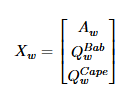 X_w = [ A_w
Q_w^{Bab}
Q_w^{Cape} ]